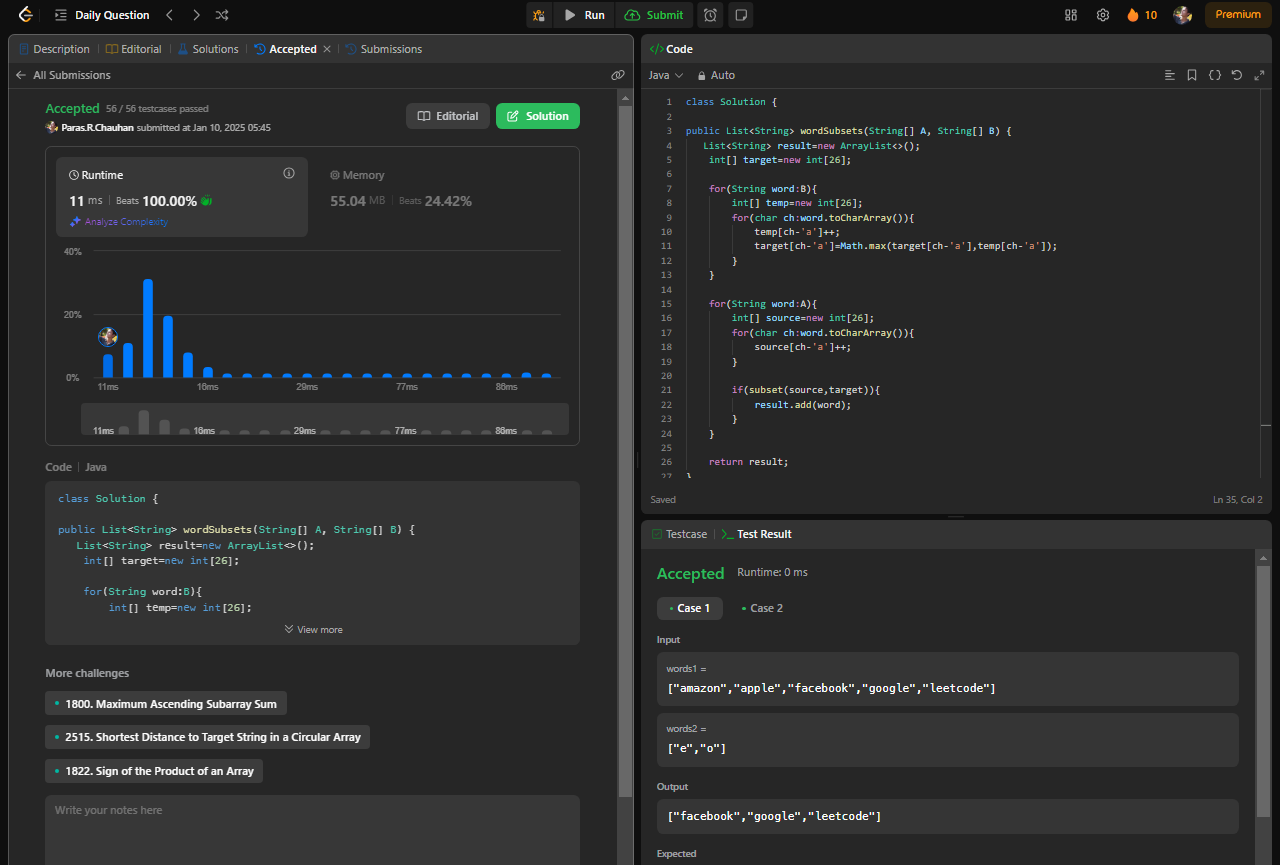 Daily Question
Run
Submit
10
Premium
Description
Editorial
Solutions
Accepted
Submissions
All Submissions
Accepted 56 / 56 testcases passed
Paras.R.Chauhan submitted at Jan 10, 2025 05:45
Editorial
Solution
Runtime
11 ms | Beats 100.00%
Analyze Complexity
Memory
55.04 MB | Beats 24.42%
40%
20%
0%
11ms 16ms 29ms 77ms 86ms
11ms 16ms 29ms 77ms 86ms
Code | Java
class Solution {
public List<String> wordSubsets(String[] A, String[] B) {
List<String> result=new ArrayList<>();
int[] target=new int[26];
for(String word:B){
int[] temp=new int[26];
View more
More challenges
1800. Maximum Ascending Subarray Sum
2515. Shortest Distance to Target String in a Circular Array
1822. Sign of the Product of an Array
Write your notes here
</> Code
Java
Auto
1 class Solution {
2
3 public List<String> wordSubsets(String[] A, String[] B) {
4 List<String> result=new ArrayList<>();
5 int[] target=new int[26];
6
7 for(String word:B){
8 int[] temp=new int[26];
9 for(char ch:word.toCharArray()){
10 temp[ch-'a']++;
11 target[ch-'a']=Math.max(target[ch-'a'],temp[ch-'a']);
12 }
13 }
14
15 for(String word:A){
16 int[] source=new int[26];
17 for(char ch:word.toCharArray()){
18 source[ch-'a']++;
19 }
20
21 if(subset(source,target)){
22 result.add(word);
23 }
24 }
25
26 return result;
27 }
Saved
Ln 35, Col 2
Testcase
>_ Test Result
Accepted Runtime: 0 ms
Case 1
Case 2
Input
words1 =
["amazon","apple","facebook","google","leetcode"]
words2 =
["e","o"]
Output
["facebook","google","leetcode"]
Expected